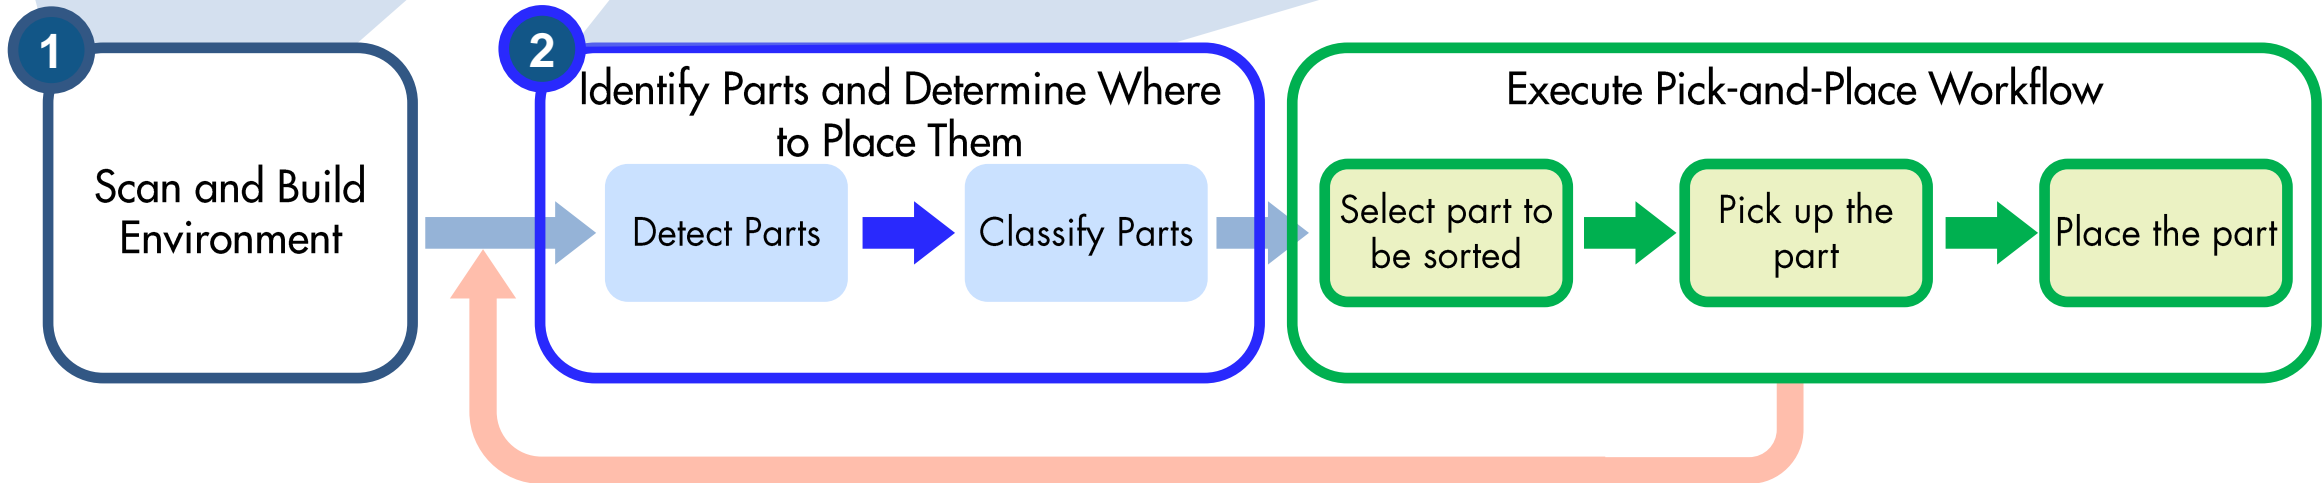 1
Scan and Build
Environment
2
Identify Parts and Determine Where
to Place Them
Detect Parts
Classify Parts
Execute Pick-and-Place Workflow
Select part to
be sorted
Pick up the
part
Place the part